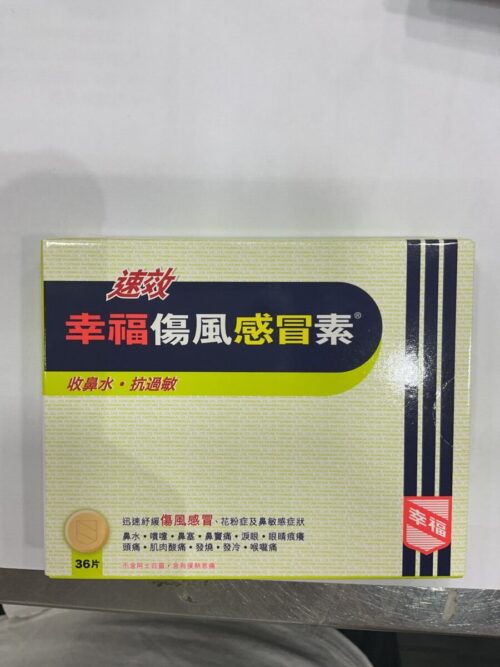 速效
幸福傷風感冒素®
收鼻水·抗過敏
迅速紓緩傷風感冒、花粉症及鼻敏感症狀
鼻水·噴嚏·鼻塞·鼻竇痛·淚眼·眼睛痕癢
頭痛·肌肉酸痛·發燒·發冷·喉嚨痛
36片
幸福